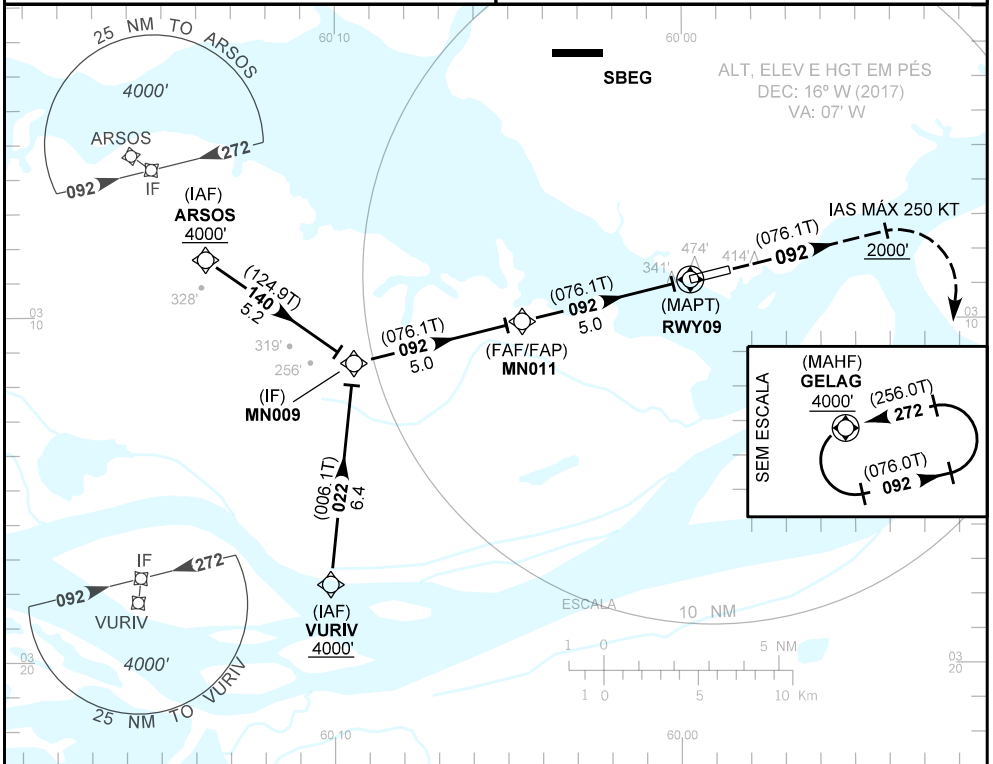 25 NM TO ARSOS
4000'
ARSOS
IF
092
272
60 10
60 00
SBEG
ALT, ELEV E HGT EM PÉS
DEC: 16º W (2017)
VA: 07' W
(IAF)
ARSOS
4000'
(124.9T)
140
5.2
328'
319'
256'
03
10
(IF)
MN009
(076.1T)
092
5.0
(FAF/FAP)
MN011
(076.1T)
092
5.0
341'
474'
414'
(MAPT)
RWY09
(076.1T)
092
IAS MÁX 250 KT
2000'
03
10
SEM ESCALA
(MAHF)
GELAG
4000'
(256.0T)
272
(076.0T)
092
(006.1T)
022
6.4
(IAF)
VURIV
4000'
IF
092
272
VURIV
4000'
25 NM TO VURIV
03
20
ESCALA
10 NM
1 0 5 NM
1 0 5 10 Km
03
20
60 10
60 00